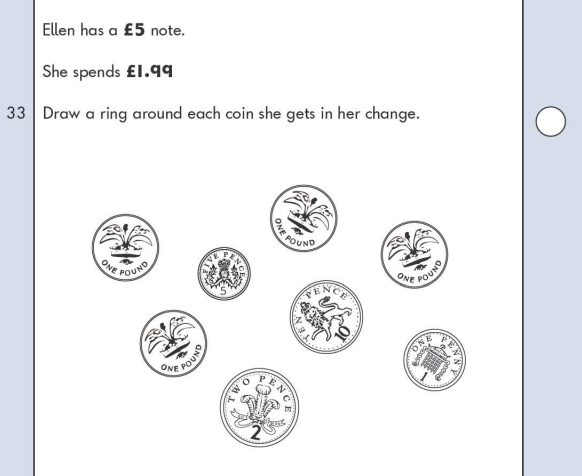 Ellen has a £5 note.
She spends £1.99
33 Draw a ring around each coin she gets in her change.
ONE POUND
ONE POUND
ONE POUND
FIVE PENCE
5
TEN PENCE
10
ONE POUND
ONE PENNY
1
TWO PENCE
2